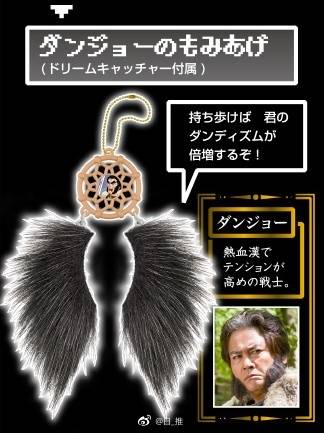 ダンジョーのもみあげ
(ドリームキャッチャー付属)
持ち歩けば 君の
ダンディズムが
倍増するぞ！
ダンジョー
熱血漢で
テンションが
高めの戦士。
@白_推